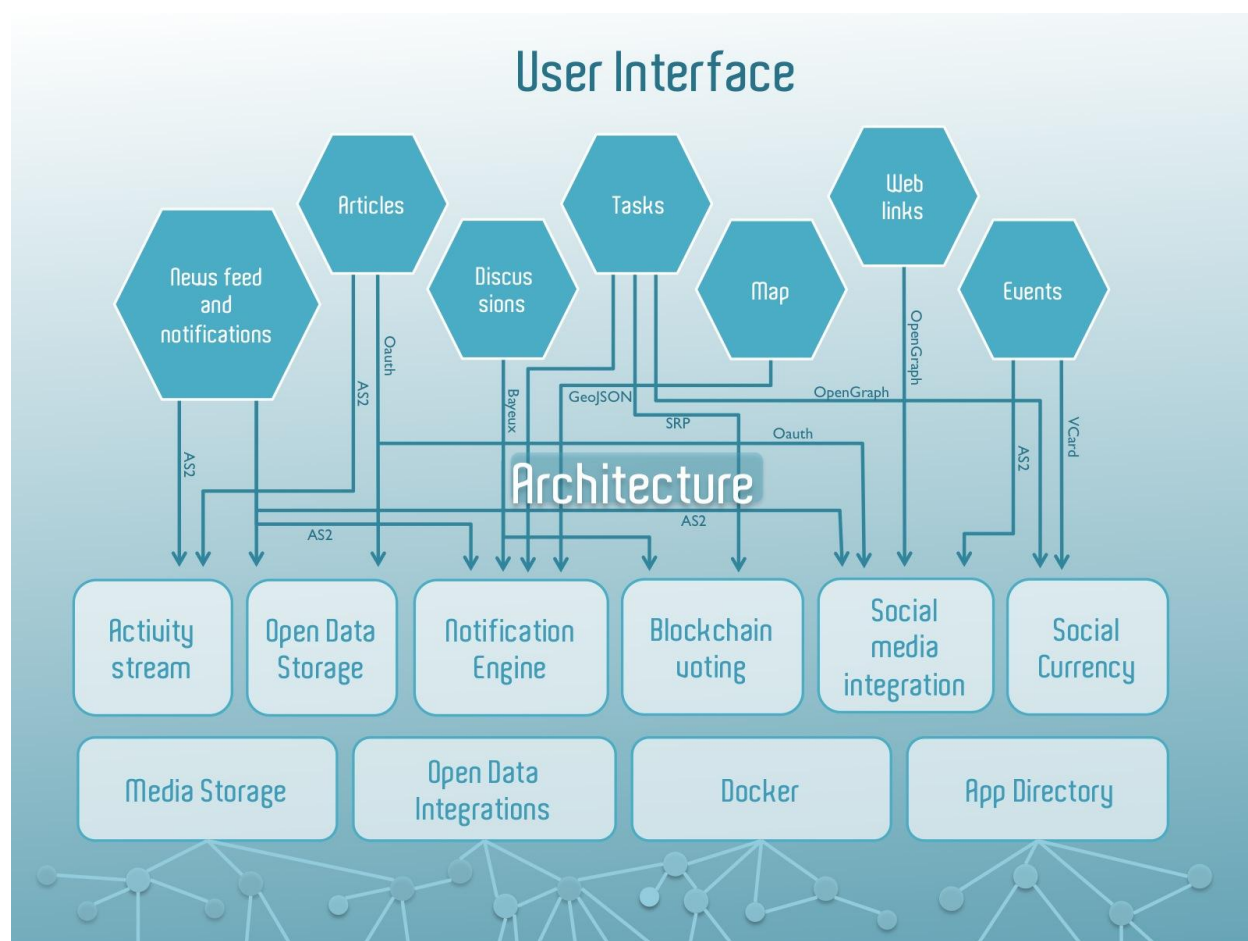 User Interface
Articles
Tasks
Web
links
News feed
and
notifications
Discus
sions
Map
Events
Oauth
AS2
Bayeux
GeoJSON
SRP
OpenGraph
OpenGraph
Oauth
VCard
AS2
AS2
Architecture
AS2
AS2
Activity
stream
Open Data
Storage
Notification
Engine
Blockchain
voting
Social
media
integration
Social
Currency
Media Storage
Open Data
Integrations
Docker
App Directory